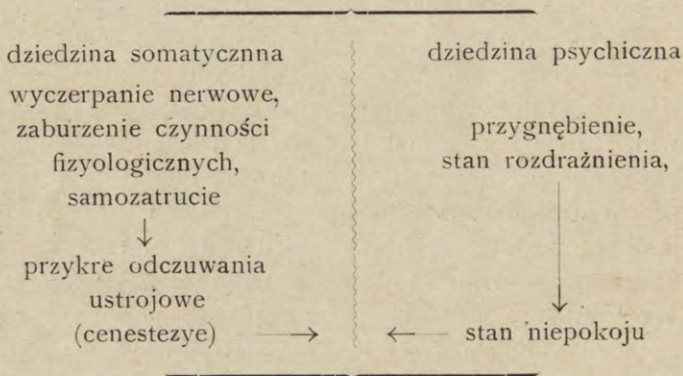 dziedzina somatycznna
wyczerpanie nerwowe,
zaburzenie czynności
fizyologicznych,
samozatrucie
↓
przykre odczuwania
ustrojowe
(cenestezye) →
dziedzina psychiczna
przygnębienie,
stan rozdrażnienia,
↓
← stan niepokoju